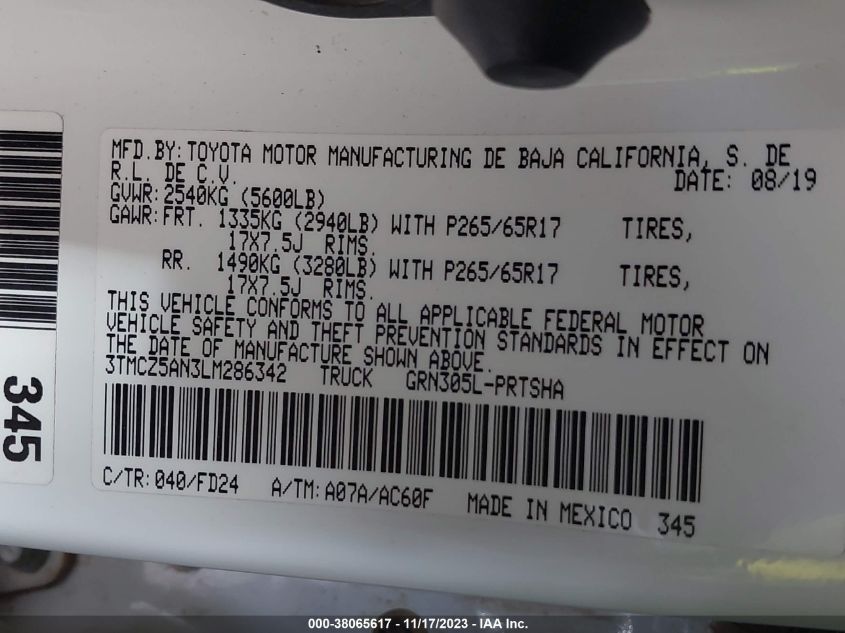 MFD.BY:TOYOTA MOTOR MANUFACTURING DE BAJA CALIFORNIA, S. DE
R.L. DE C.V. DATE: 08/19
GVWR:2540KG (5600LB)
GAWR:FRT. 1335KG (2940LB) WITH P265/65R17 TIRES,
17X7.5J RIMS.
RR. 1490KG (3280LB) WITH P265/65R17 TIRES,
17X7.5J RIMS.
THIS VEHICLE CONFORMS TO ALL APPLICABLE FEDERAL MOTOR
VEHICLE SAFETY AND THEFT PREVENTION STANDARDS IN EFFECT ON
THE DATE OF MANUFACTURE SHOWN ABOVE.
3TMCZ5AN3LM286342 TRUCK GRN305L-PRTSHA
C/TR:040/FD24 A/TM:A07A/AC60F MADE IN MEXICO 345
345
000-38065617 - 11/17/2023 - IAA Holdings, Inc.